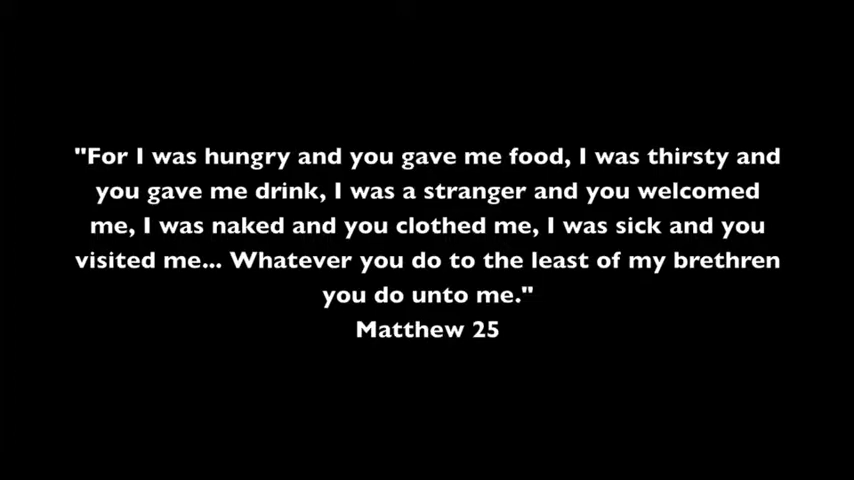 "For I was hungry and you gave me food, I was thirsty and
you gave me drink, I was a stranger and you welcomed
me, I was naked and you clothed me, I was sick and you
visited me... Whatever you do to the least of my brethren
you do unto me."
Matthew 25